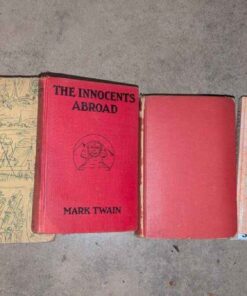 THE INNOCENTS
ABROAD
MARK TWAIN